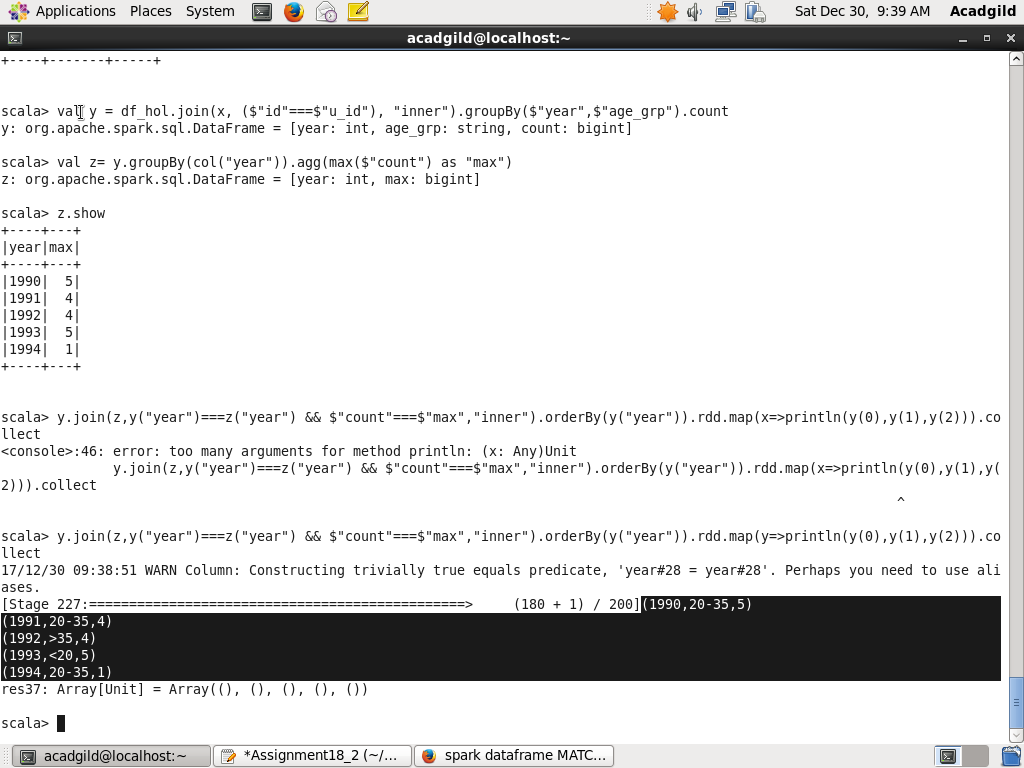 Applications Places System Sat Dec 30, 9:39 AM Acadgild
acadgild@localhost:~
+----+-------+-----+
scala> val y = df_hol.join(x, ($"id"===$"u_id"), "inner").groupBy($"year",$"age_grp").count
y: org.apache.spark.sql.DataFrame = [year: int, age_grp: string, count: bigint]
scala> val z= y.groupBy(col("year")).agg(max($"count") as "max")
z: org.apache.spark.sql.DataFrame = [year: int, max: bigint]
scala> z.show
+----+---+
|year|max|
+----+---+
|1990|  5|
|1991|  4|
|1992|  4|
|1993|  5|
|1994|  1|
+----+---+
scala> y.join(z,y("year")===z("year") && $"count"===$"max","inner").orderBy(y("year")).rdd.map(x=>println(y(0),y(1),y(2))).co
llect
<console>:46: error: too many arguments for method println: (x: Any)Unit
              y.join(z,y("year")===z("year") && $"count"===$"max","inner").orderBy(y("year")).rdd.map(x=>println(y(0),y(1),y(
2))).collect
^
scala> y.join(z,y("year")===z("year") && $"count"===$"max","inner").orderBy(y("year")).rdd.map(y=>println(y(0),y(1),y(2))).co
llect
17/12/30 09:38:51 WARN Column: Constructing trivially true equals predicate, 'year#28 = year#28'. Perhaps you need to use ali
ases.
[Stage 227:===============================================>     (180 + 1) / 200](1990,20-35,5)
(1991,20-35,4)
(1992,>35,4)
(1993,<20,5)
(1994,20-35,1)
res37: Array[Unit] = Array((), (), (), (), ())
scala>
acadgild@localhost:~ *Assignment18_2 (~/... spark dataframe MATC...